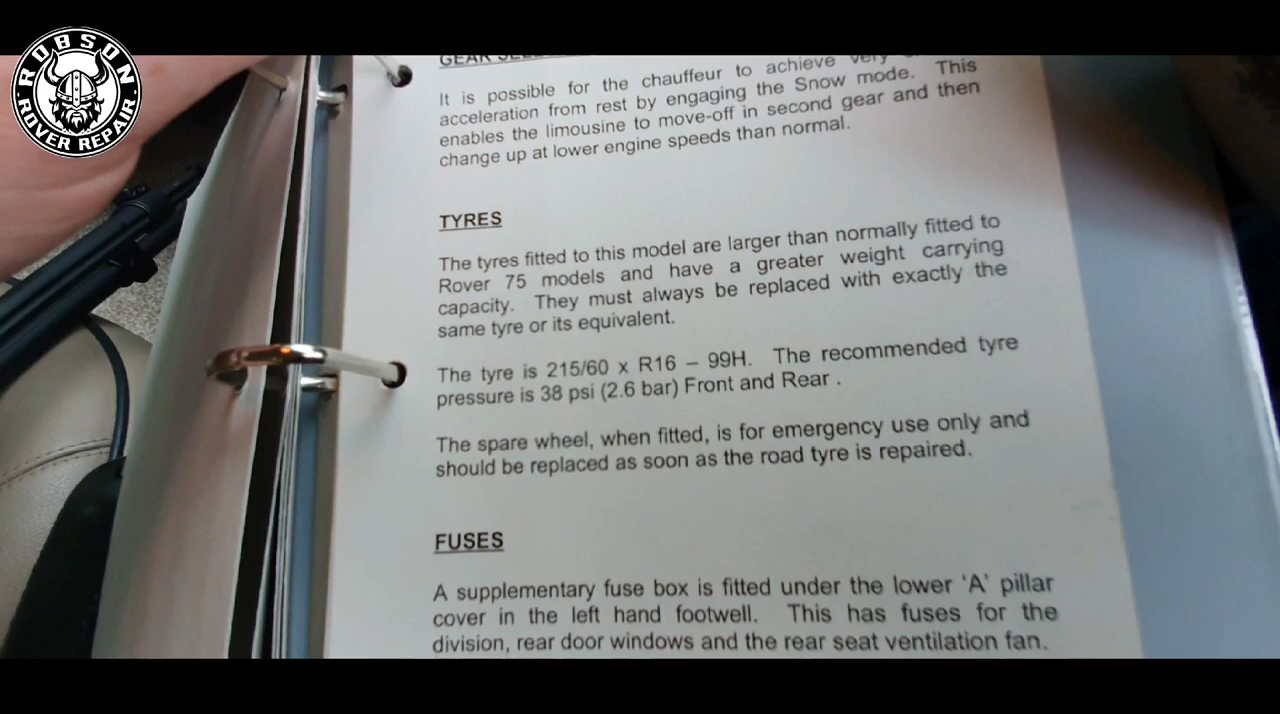 ROBSON
ROVER REPAIR
It is possible for the chauffeur to achieve very
acceleration from rest by engaging the Snow mode. This
enables the limousine to move-off in second gear and then
change up at lower engine speeds than normal.
TYRES
The tyres fitted to this model are larger than normally fitted to
Rover 75 models and have a greater weight carrying
capacity. They must always be replaced with exactly the
same tyre or its equivalent.
The tyre is 215/60 x R16 – 99H. The recommended tyre
pressure is 38 psi (2.6 bar) Front and Rear .
The spare wheel, when fitted, is for emergency use only and
should be replaced as soon as the road tyre is repaired.
FUSES
A supplementary fuse box is fitted under the lower 'A' pillar
cover in the left hand footwell. This has fuses for the
division, rear door windows and the rear seat ventilation fan.